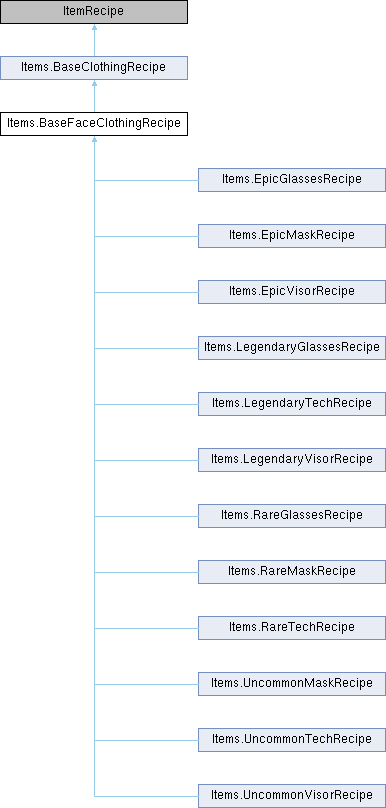 ItemRecipe
Items.BaseClothingRecipe
Items.BaseFaceClothingRecipe
Items.EpicGlassesRecipe
Items.EpicMaskRecipe
Items.EpicVisorRecipe
Items.LegendaryGlassesRecipe
Items.LegendaryTechRecipe
Items.LegendaryVisorRecipe
Items.RareGlassesRecipe
Items.RareMaskRecipe
Items.RareTechRecipe
Items.UncommonMaskRecipe
Items.UncommonTechRecipe
Items.UncommonVisorRecipe